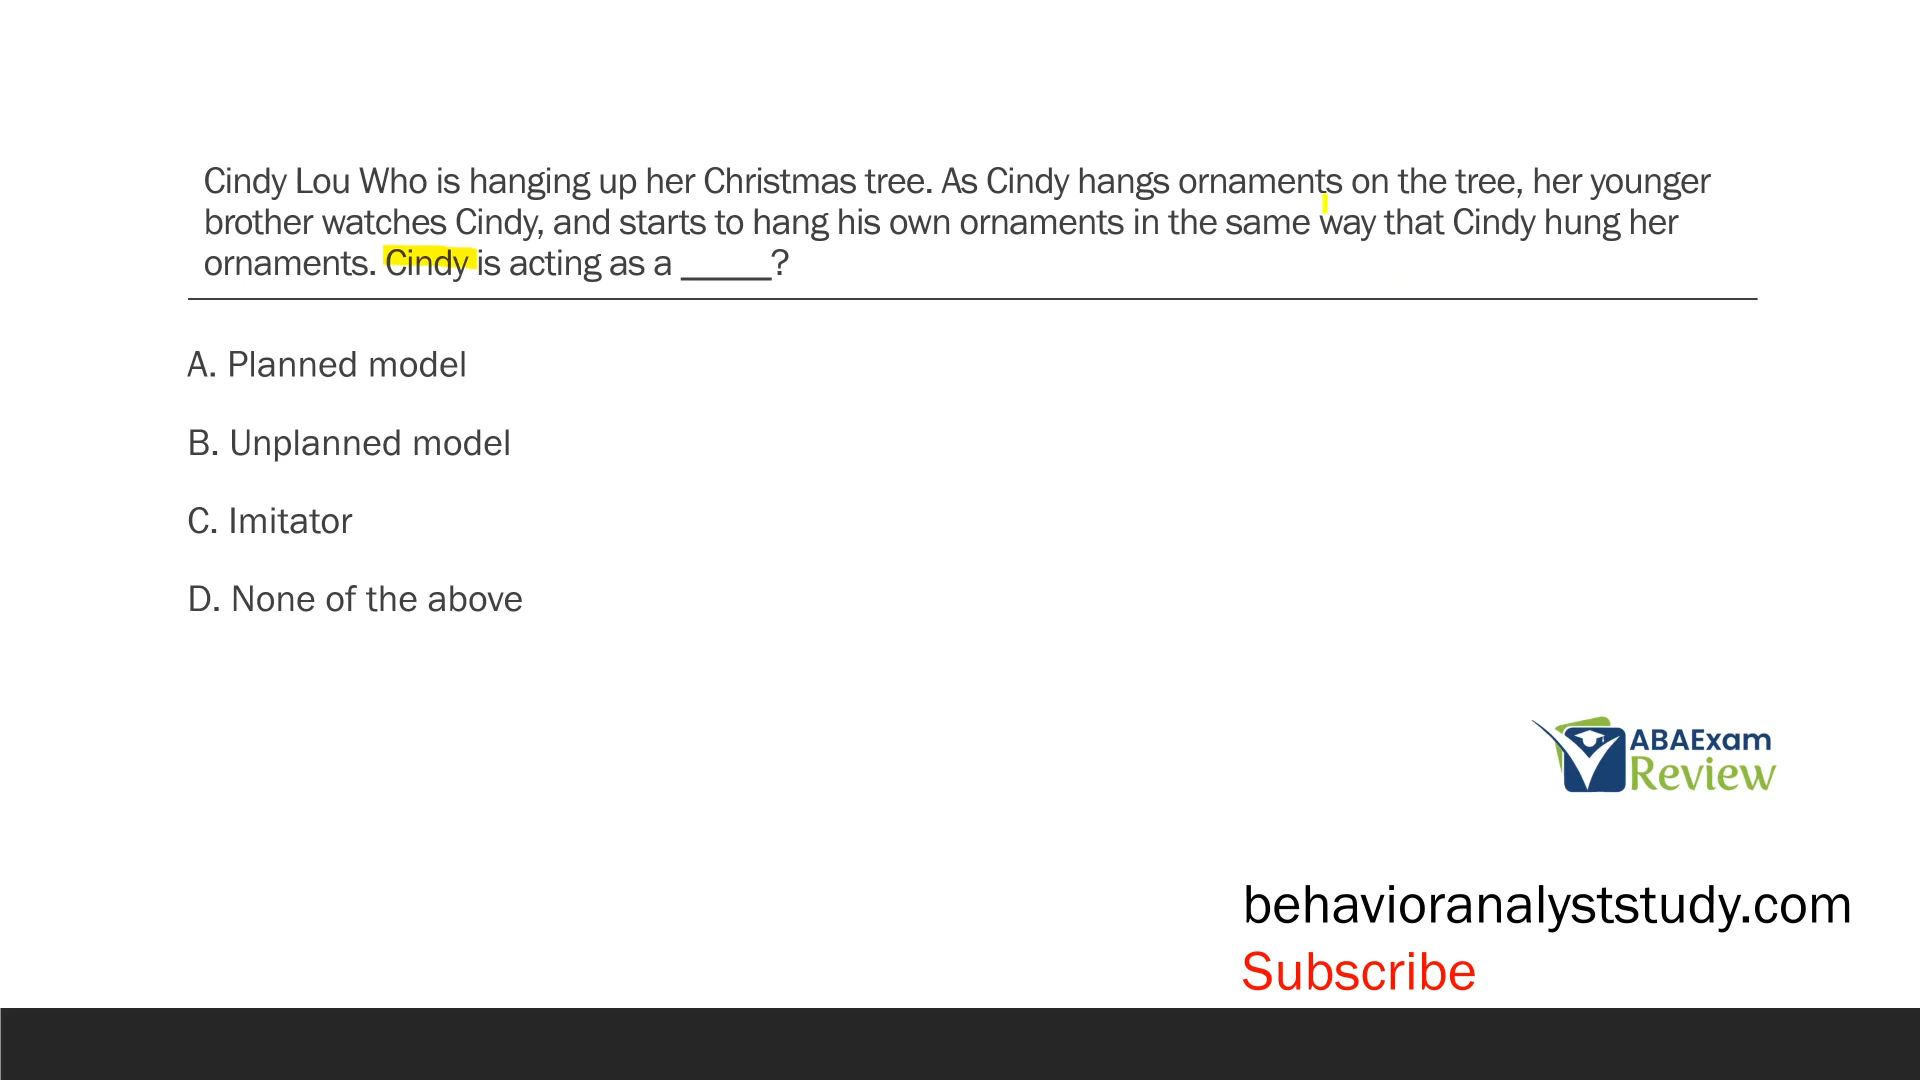 Cindy Lou Who is hanging up her Christmas tree. As Cindy hangs ornaments on the tree, her younger
brother watches Cindy, and starts to hang his own ornaments in the same way that Cindy hung her
ornaments. Cindy is acting as a _____?
A. Planned model
B. Unplanned model
C. Imitator
D. None of the above
ABAExam
Review
behavioranalyststudy.com
Subscribe